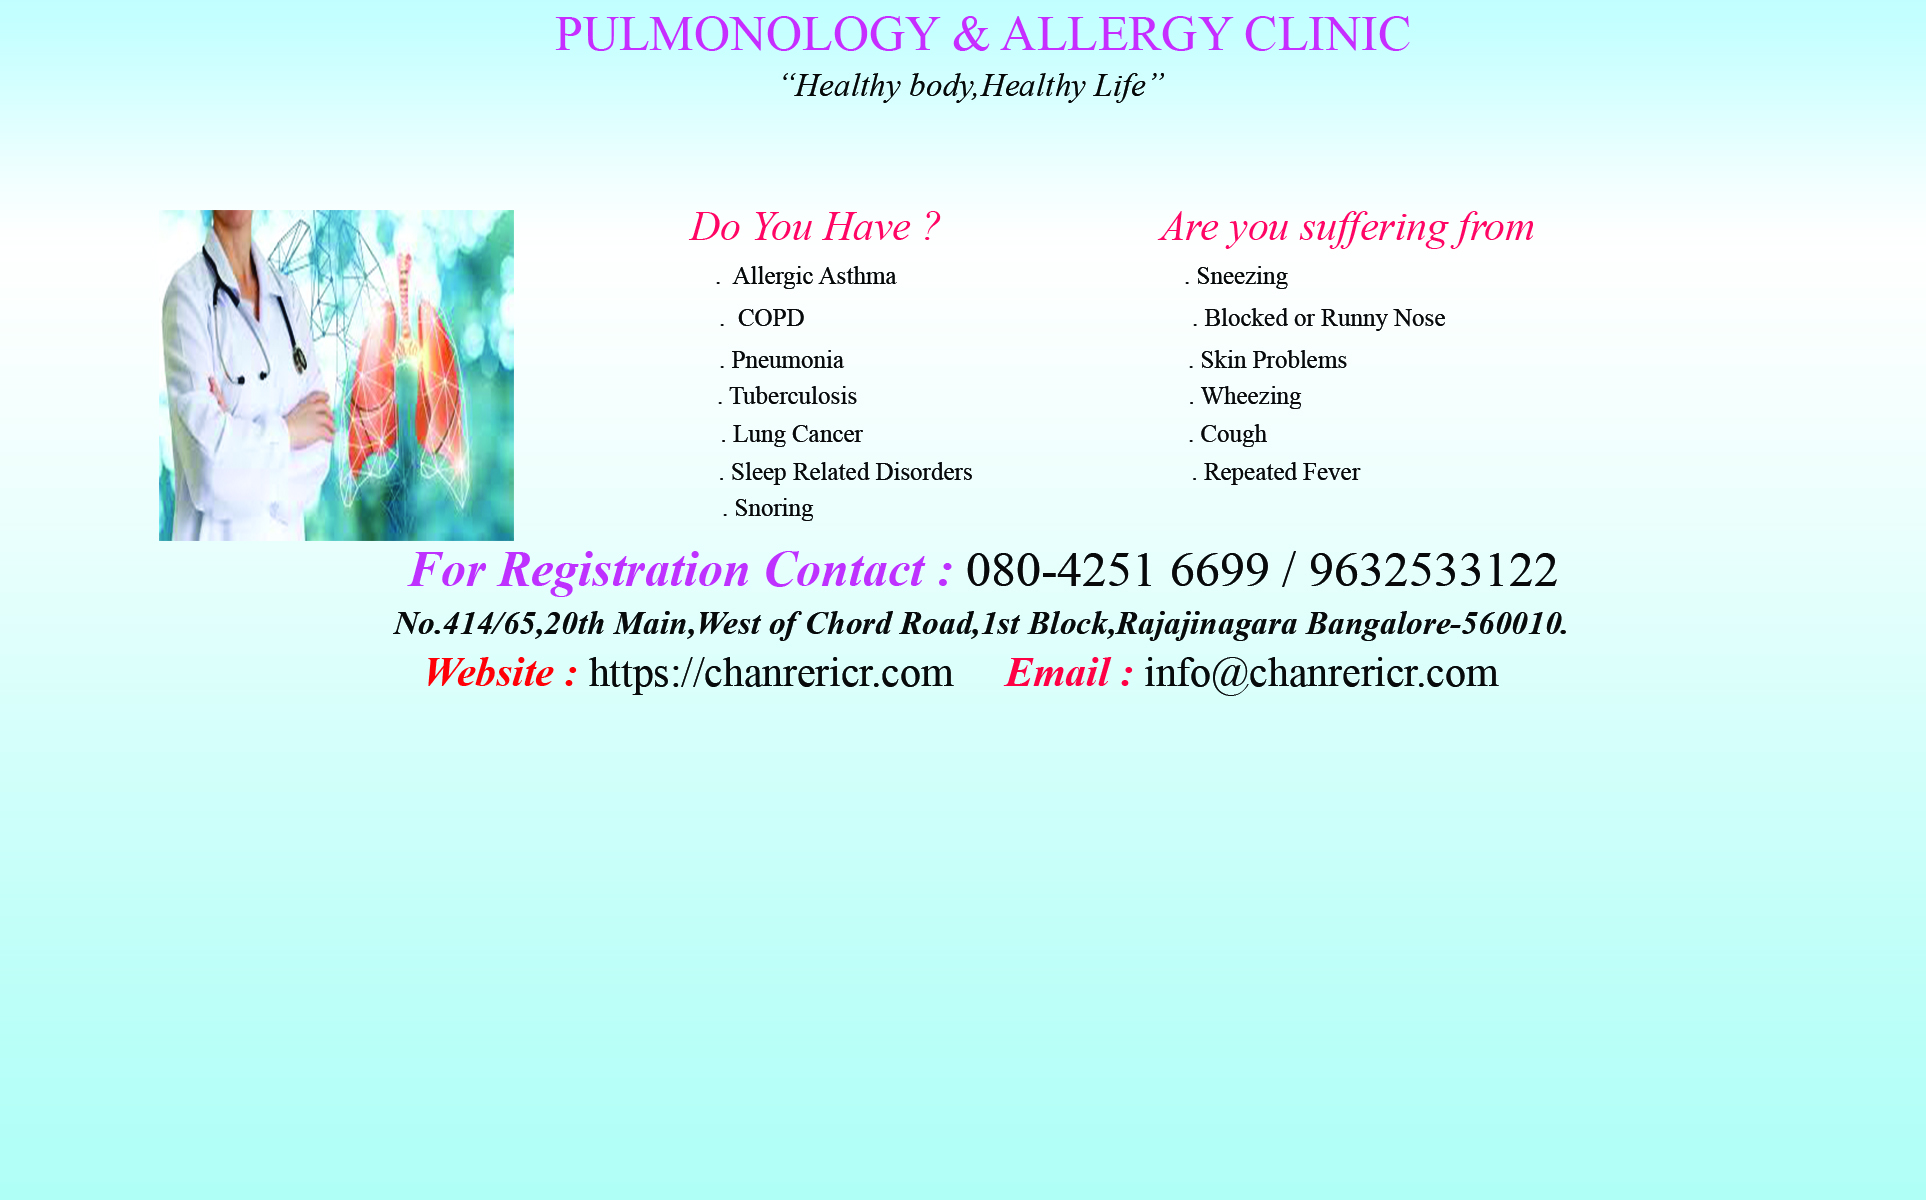 PULMONOLOGY & ALLERGY CLINIC
“Healthy body,Healthy Life”
Do You Have ?
. Allergic Asthma
. COPD
. Pneumonia
. Tuberculosis
. Lung Cancer
. Sleep Related Disorders
. Snoring
Are you suffering from
. Sneezing
. Blocked or Runny Nose
. Skin Problems
. Wheezing
. Cough
. Repeated Fever
For Registration Contact : 080-4251 6699 / 9632533122
No.414/65,20th Main,West of Chord Road,1st Block,Rajajinagara Bangalore-560010.
Website : https://chanrericr.com Email : info@chanrericr.com